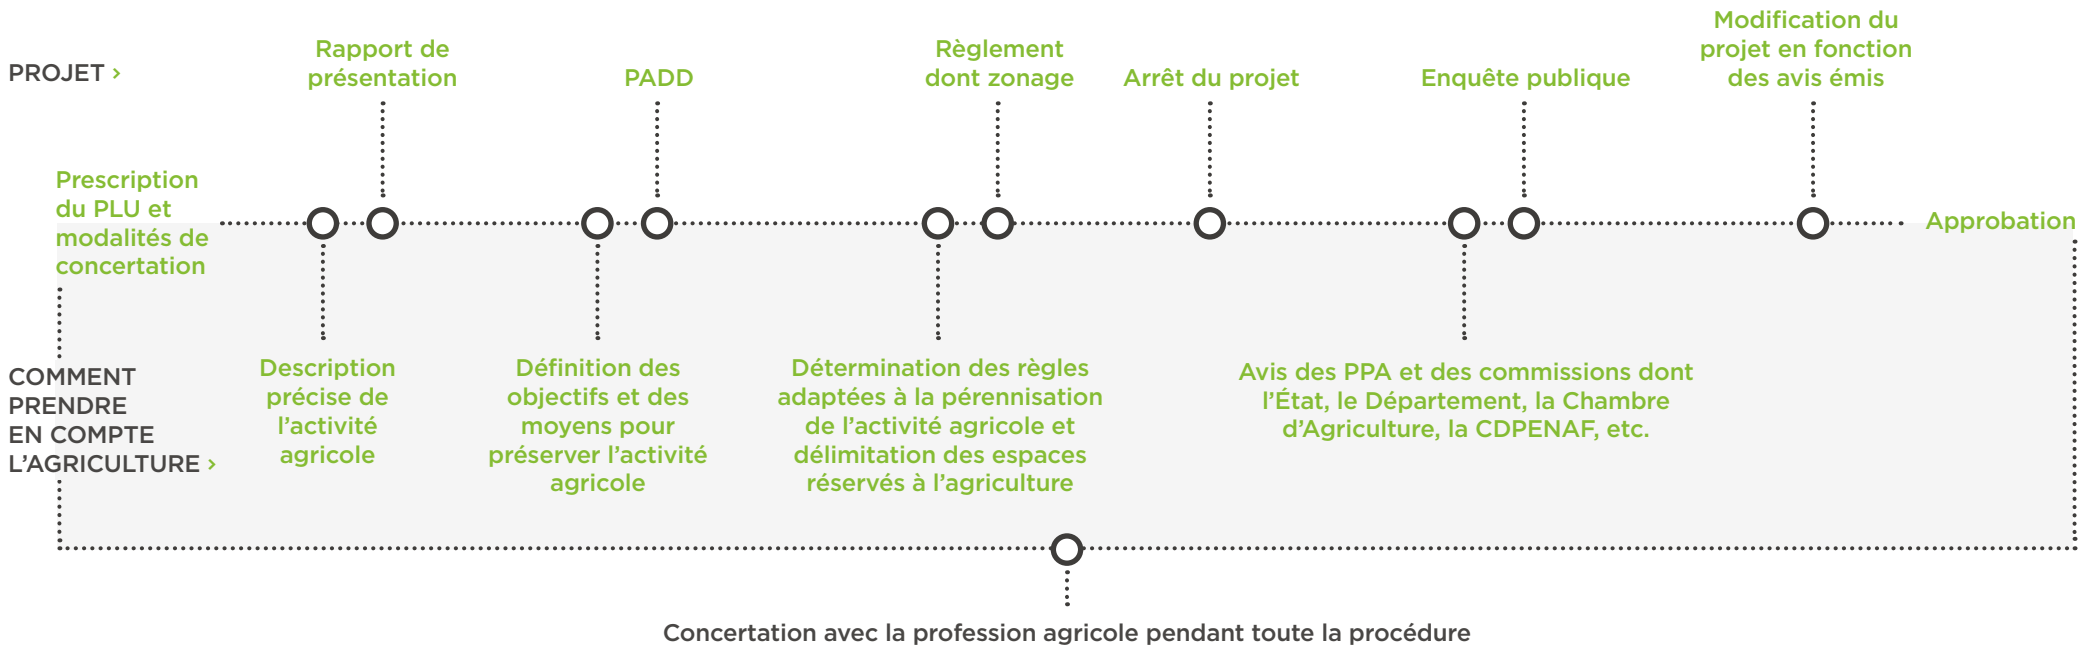 PROJET ›
Rapport de
présentation
PADD
Règlement
dont zonage
Arrêt du projet
Enquête publique
Modification du
projet en fonction
des avis émis
Prescription
du PLU et
modalités de
concertation
Approbation
COMMENT
PRENDRE
EN COMPTE
L’AGRICULTURE ›
Description
précise de
l’activité
agricole
Définition des
objectifs et des
moyens pour
préserver l’activité
agricole
Détermination des règles
adaptées à la pérennisation
de l’activité agricole et
délimitation des espaces
réservés à l’agriculture
Avis des PPA et des commissions dont
l’État, le Département, la Chambre
d’Agriculture, la CDPENAF, etc.
Concertation avec la profession agricole pendant toute la procédure